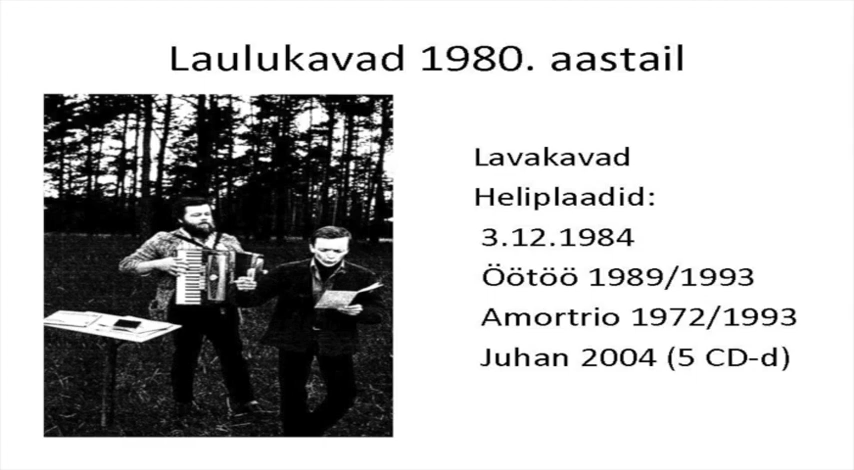 Laulukavad 1980. aastail
Lavakavad
Heliplaadid:
3.12.1984
Öötöö 1989/1993
Amortrio 1972/1993
Juhan 2004 (5 CD-d)